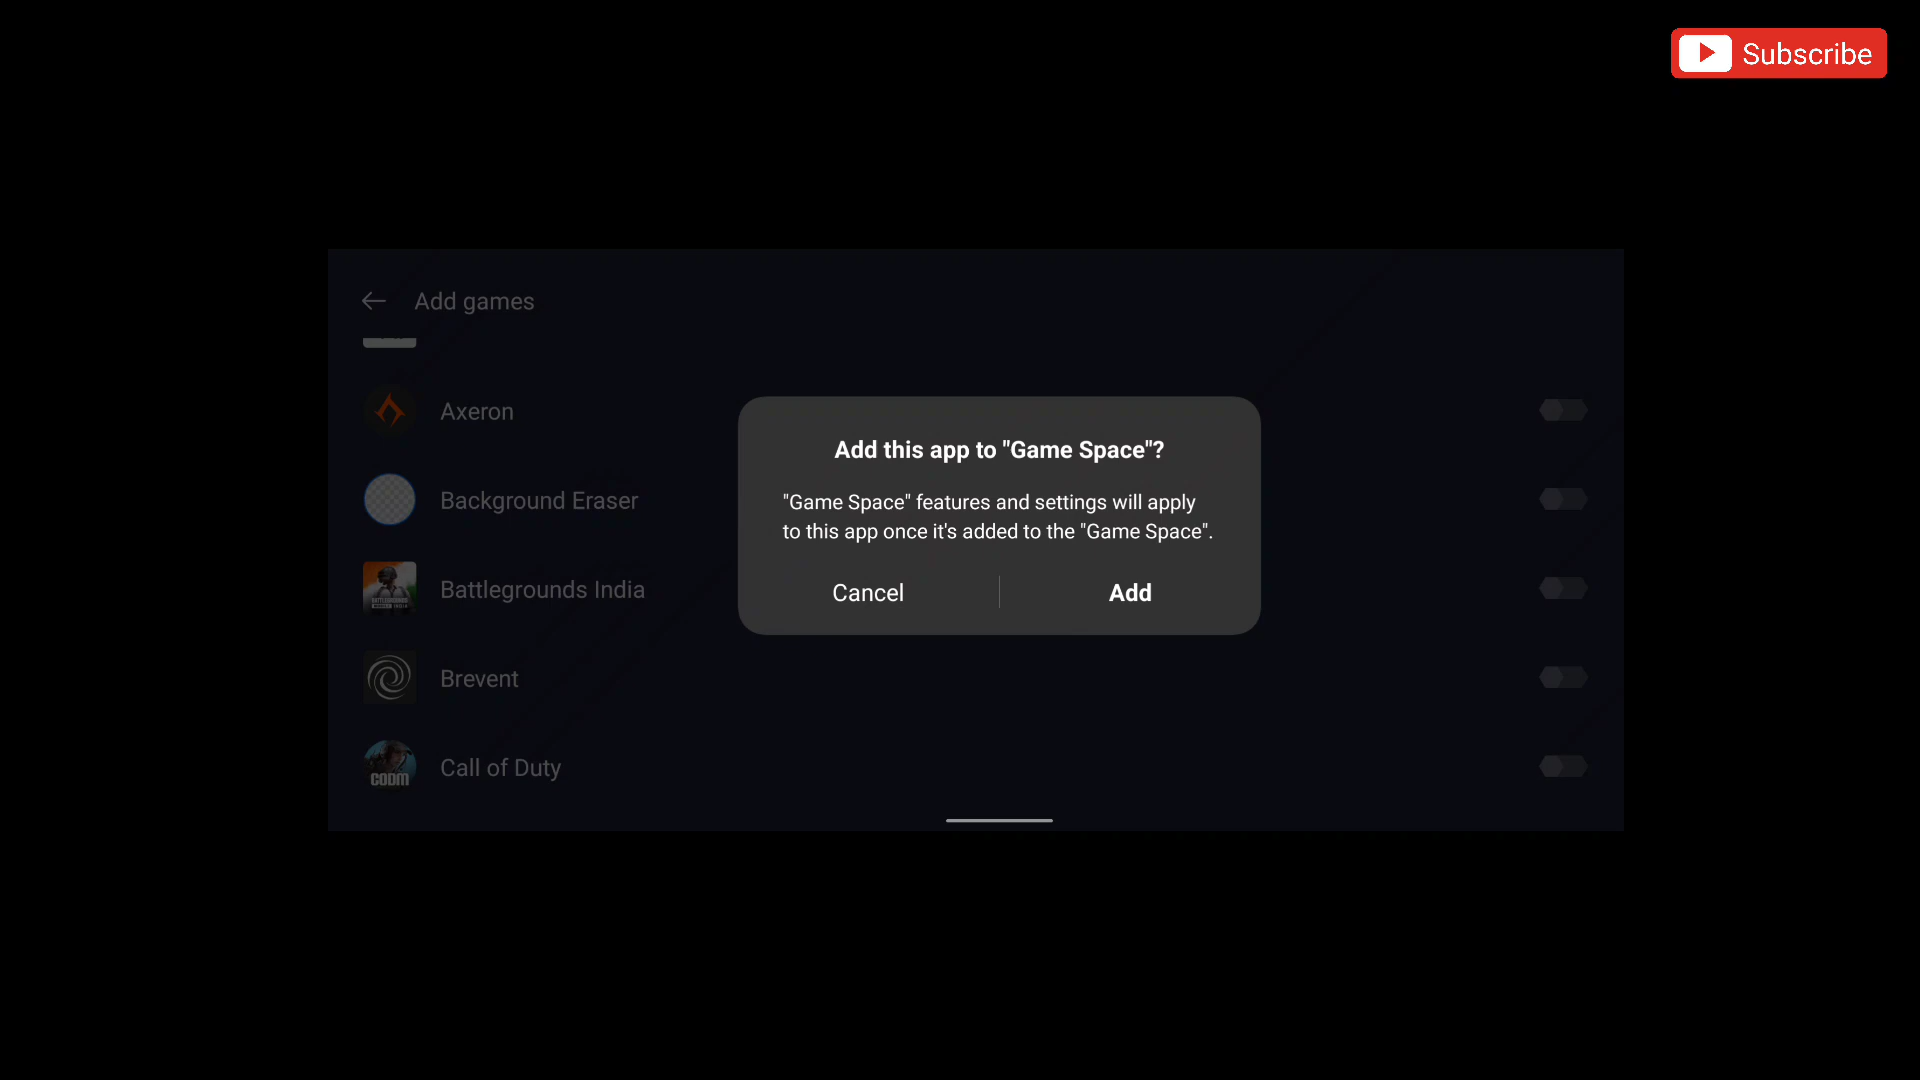 Subscribe
Add games
Axeron
Background Eraser
Battlegrounds India
Brevent
CODM
Call of Duty
Add this app to "Game Space"?
"Game Space" features and settings will apply
to this app once it's added to the "Game Space".
Cancel
Add